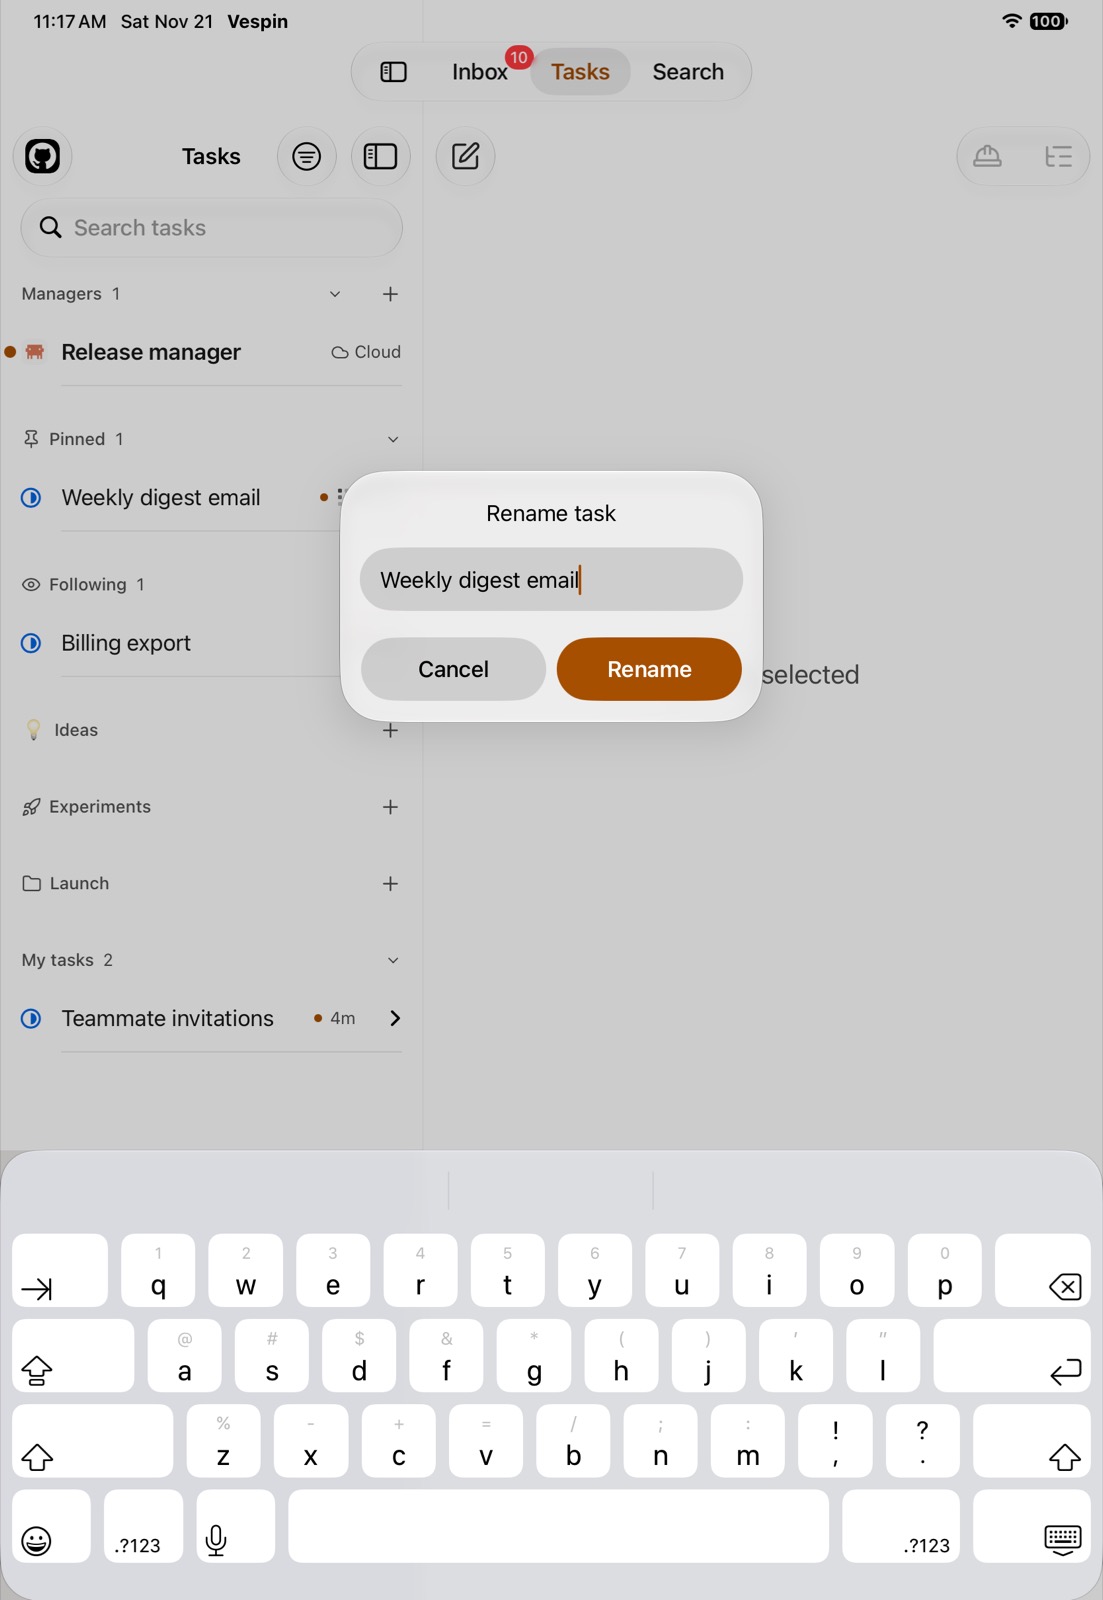 11:17 AM Sat Nov 21 Vespin
100
Inbox 10 Tasks Search
Tasks
Search tasks
Managers 1
Release manager Cloud
Pinned 1
Weekly digest email
Rename task
Weekly digest email
Cancel Rename
Following 1
Billing export
selected
Ideas
Experiments
Launch
My tasks 2
Teammate invitations 4m
1 2 3 4 5 6 7 8 9 0
q w e r t y u i o p
@ # $ & * ( ) ' "
a s d f g h j k l
% - + = / ; : ! ?
z x c v b n m , .
.?123 .?123